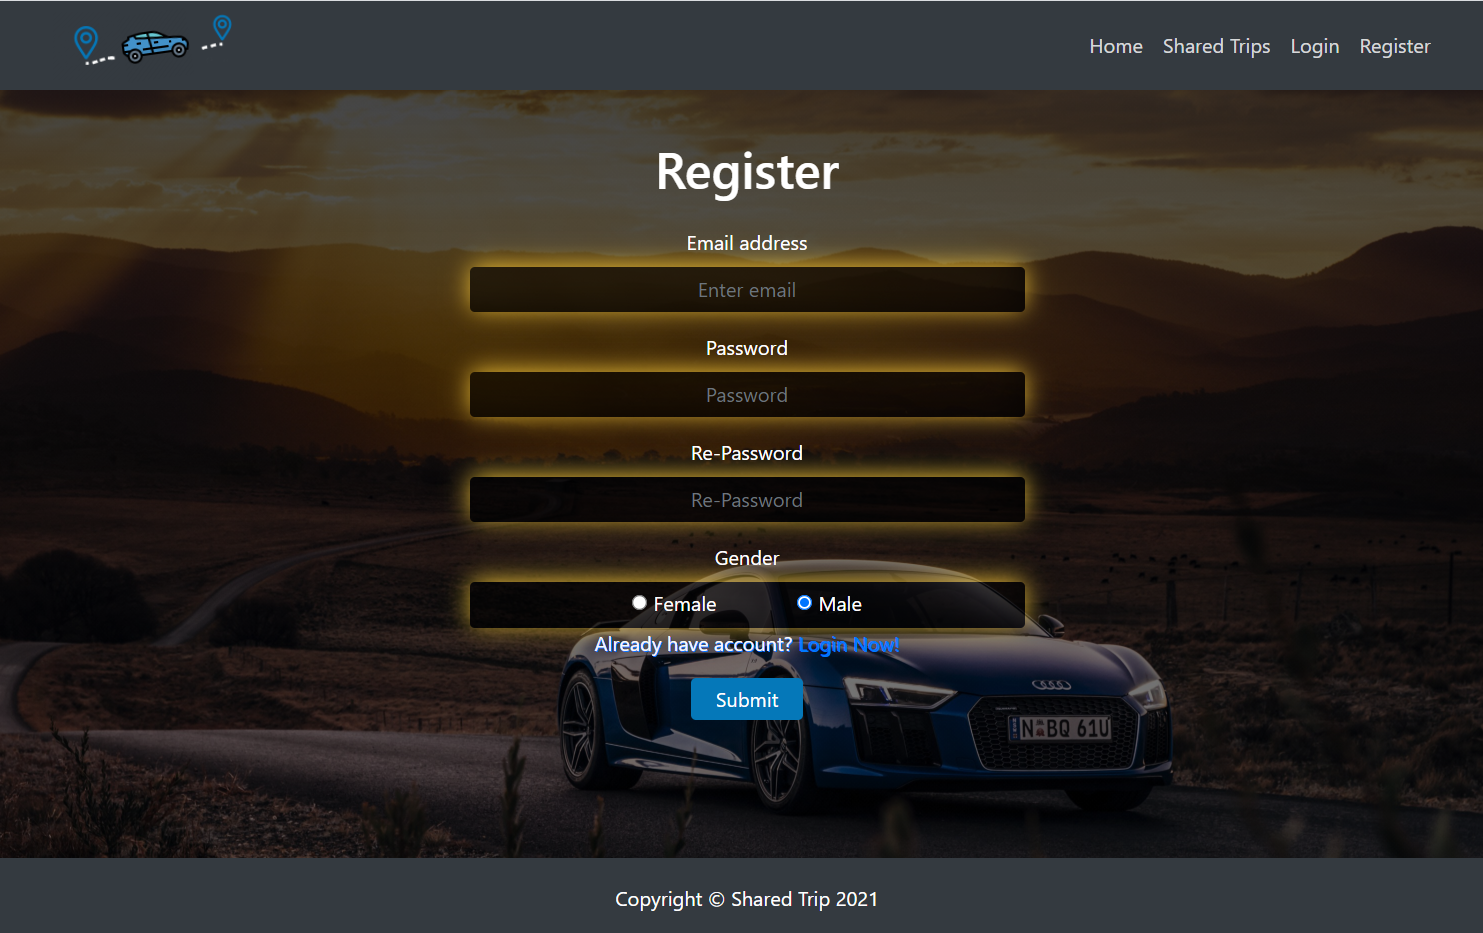 Home Shared Trips Login Register
Register
Email address
Enter email
Password
Password
Re-Password
Re-Password
Gender
Female Male
Already have account? Login Now!
Submit
N BQ 61U
Copyright © Shared Trip 2021